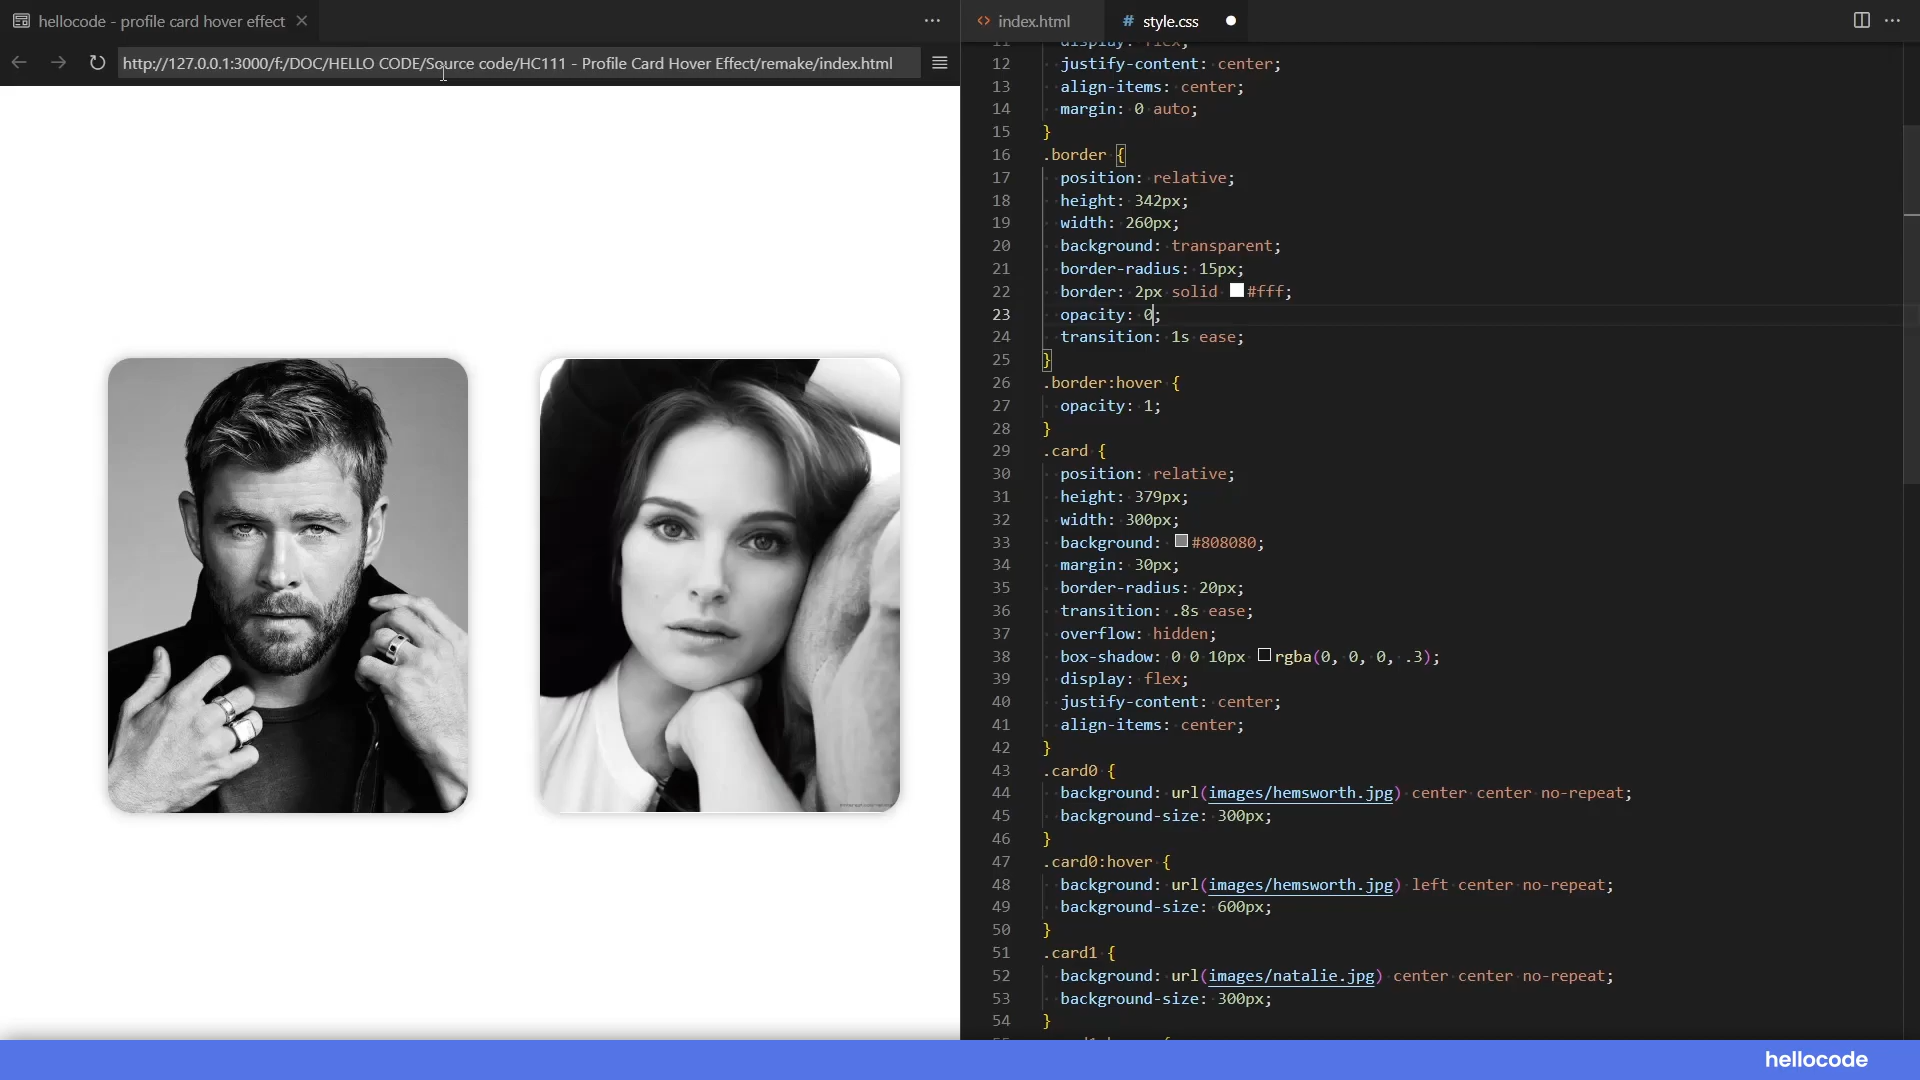 hellocode - profile card hover effect
http://127.0.0.1:3000/f:/DOC/HELLO CODE/Source code/HC111 - Profile Card Hover Effect/remake/index.html
index.html
# style.css
11 display: flex;
12 justify-content: center;
13 align-items: center;
14 margin: 0 auto;
15 }
16 .border {
17 position: relative;
18 height: 342px;
19 width: 260px;
20 background: transparent;
21 border-radius: 15px;
22 border: 2px solid #fff;
23 opacity: 0;
24 transition: 1s ease;
25 }
26 .border:hover {
27 opacity: 1;
28 }
29 .card {
30 position: relative;
31 height: 379px;
32 width: 300px;
33 background: #808080;
34 margin: 30px;
35 border-radius: 20px;
36 transition: .8s ease;
37 overflow: hidden;
38 box-shadow: 0 0 10px rgba(0, 0, 0, .3);
39 display: flex;
40 justify-content: center;
41 align-items: center;
42 }
43 .card0 {
44 background: url(images/hemsworth.jpg) center center no-repeat;
45 background-size: 300px;
46 }
47 .card0:hover {
48 background: url(images/hemsworth.jpg) left center no-repeat;
49 background-size: 600px;
50 }
51 .card1 {
52 background: url(images/natalie.jpg) center center no-repeat;
53 background-size: 300px;
54 }
hellocode